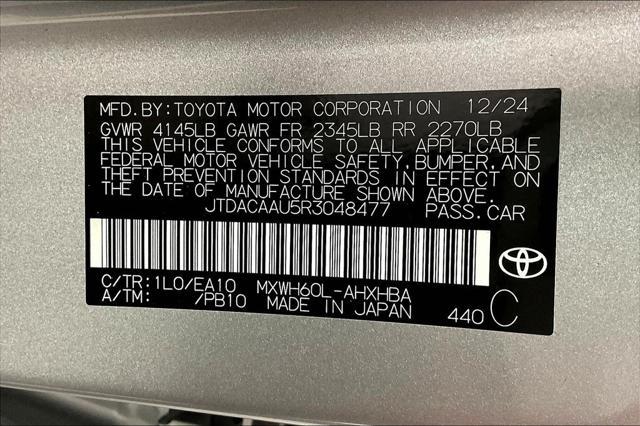 MFD. BY: TOYOTA MOTOR CORPORATION 12/24
GVWR 4145LB GAWR FR 2345LB RR 2270LB
THIS VEHICLE CONFORMS TO ALL APPLICABLE
FEDERAL MOTOR VEHICLE SAFETY, BUMPER, AND
THEFT PREVENTION STANDARDS IN EFFECT ON
THE DATE OF MANUFACTURE SHOWN ABOVE.
JTDACAAU5R3048477 PASS. CAR
C/TR: 1L0/EA10 MXWH60L-AHXHBA
A/TM: /PB10 MADE IN JAPAN 440 C